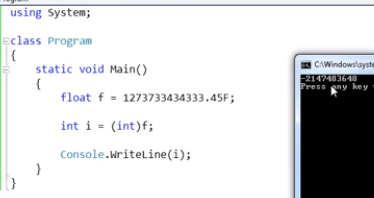 using System;
class Program
{
static void Main()
{
float f = 1273733434333.45F;
int i = (int)f;
Console.WriteLine(i);
}
}
C:\Windows\syste
-2147483648
Press any key